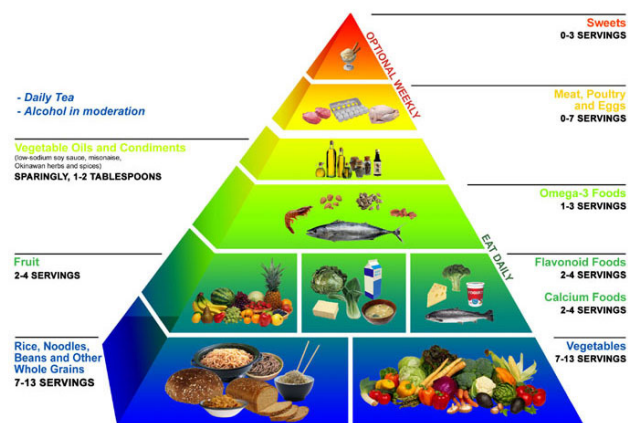 Sweets
0-3 SERVINGS
OPTIONAL WEEKLY
- Daily Tea
- Alcohol in moderation
Meat, Poultry
and Eggs
0-7 SERVINGS
Vegetable Oils and Condiments
(low-sodium soy sauce, misonaise,
Okinawan herbs and spices)
SPARINGLY, 1-2 TABLESPOONS
Omega-3 Foods
1-3 SERVINGS
EAT DAILY
Fruit
2-4 SERVINGS
Flavonoid Foods
2-4 SERVINGS
Calcium Foods
2-4 SERVINGS
Rice, Noodles,
Beans and Other
Whole Grains
7-13 SERVINGS
Vegetables
7-13 SERVINGS